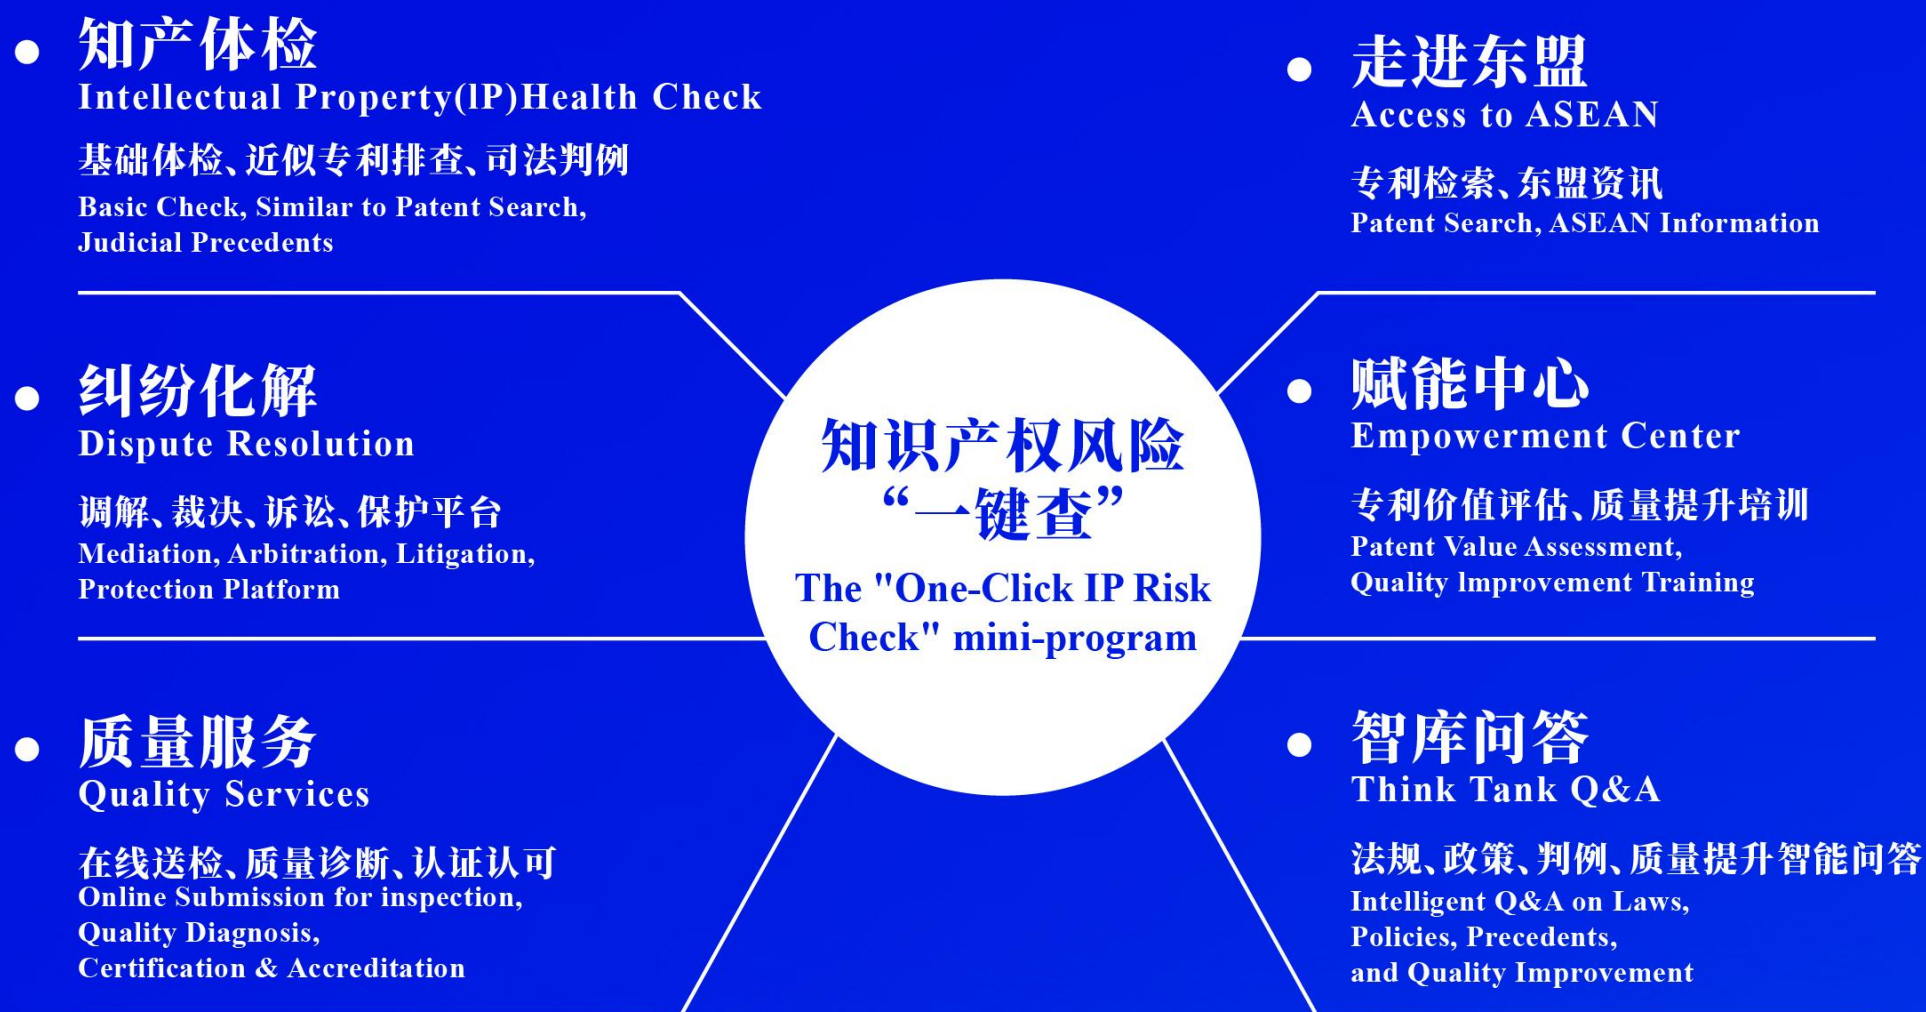 知产体检
Intellectual Property(lP)Health Check
基础体检、近似专利排查、司法判例
Basic Check, Similar to Patent Search,
Judicial Precedents
纠纷化解
Dispute Resolution
调解、裁决、诉讼、保护平台
Mediation, Arbitration, Litigation,
Protection Platform
质量服务
Quality Services
在线送检、质量诊断、认证认可
Online Submission for inspection,
Quality Diagnosis,
Certification & Accreditation
知识产权风险
“一键查”
The "One-Click IP Risk
Check" mini-program
走进东盟
Access to ASEAN
专利检索、东盟资讯
Patent Search, ASEAN Information
赋能中心
Empowerment Center
专利价值评估、质量提升培训
Patent Value Assessment,
Quality lmprovement Training
智库问答
Think Tank Q&A
法规、政策、判例、质量提升智能问答
Intelligent Q&A on Laws,
Policies, Precedents,
and Quality Improvement